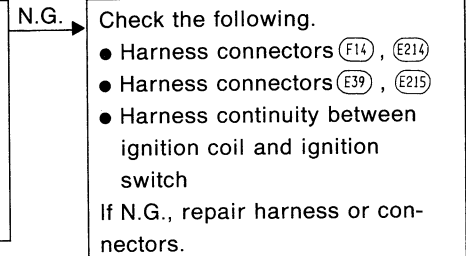 N.G.
Check the following.
● Harness connectors F14 , E214
● Harness connectors E39 , E215
● Harness continuity between
ignition coil and ignition
switch
If N.G., repair harness or con-
nectors.